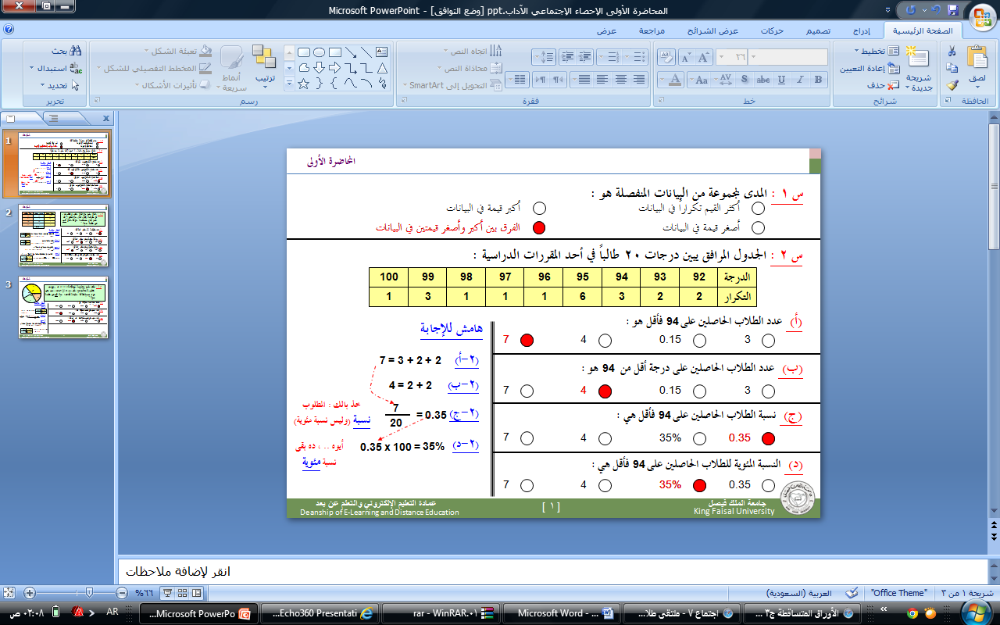 المحاضرة الأولى الإحصاء الإجتماعي الآداب.ppt [وضع التوافق] - Microsoft PowerPoint
الصفحة الرئيسية إدراج تصميم حركات عرض الشرائح مراجعة عرض
لصق
الحافظة
شريحة جديدة
تخطيط
إعادة التعيين
حذف
شرائح
٢٦
خط
اتجاه النص
محاذاة النص
التحويل إلى SmartArt
فقرة
ترتيب
أنماط سريعة
تعبئة الشكل
المخطط التفصيلي للشكل
تأثيرات الأشكال
رسم
بحث
استبدال
تحديد
تحرير
1
2
3
المحاضرة الأولى
س ١ : المدى لمجموعة من البيانات المنفصلة هو :
أكثر القيم تكراراً في البيانات
أكبر قيمة في البيانات
أصغر قيمة في البيانات
الفرق بين أكبر وأصغر قيمتين في البيانات
س ٢ : الجدول المرافق يبين درجات ٢٠ طالباً في أحد المقررات الدراسية :
الدرجة 92 93 94 95 96 97 98 99 100
التكرار 2 2 3 6 1 1 1 3 1
(أ) عدد الطلاب الحاصلين على 94 فأقل هو :
3 0.15 4 7
(ب) عدد الطلاب الحاصلين على درجة أقل من 94 هو :
3 0.15 4 7
(ج) نسبة الطلاب الحاصلين على 94 فأقل هي :
0.35 35% 4 7
(د) النسبة المئوية للطلاب الحاصلين على 94 فأقل هي :
0.35 35% 4 7
هامش للإجابة
(٢-أ) 7 = 3 + 2 + 2
(٢-ب) 4 = 2 + 2
(٢-ج) 7/20 = 0.35
خذ بالك : المطلوب
نسبة (وليس نسبة مئوية)
(٢-د) 0.35 x 100 = 35%
أيوه .. ، ده بقى
نسبة مئوية
جامعة الملك فيصل
King Faisal University
[ ١ ]
عمادة التعليم الإلكتروني والتعلم عن بعد
Deanship of E-Learning and Distance Education
انقر لإضافة ملاحظات
شريحة ١ من ٣ "Office Theme" العربية (السعودية) ٦٦%
الأوراق المتساقطة ج٣ ...
اجتماع ٧ - ملتقى طلا...
Microsoft Word - ...
٠١.rar - WinRAR
Echo360 Presentati...
Microsoft PowerPo...
AR
٠٢:٠٨ ص